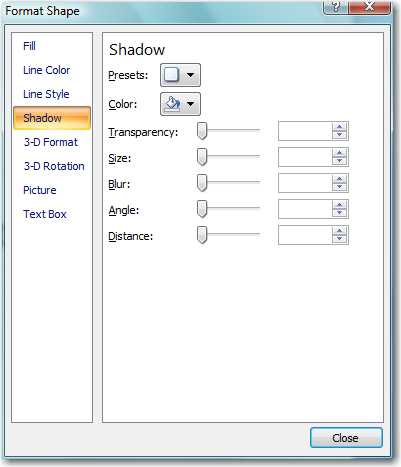 Format Shape
?
Fill
Line Color
Line Style
Shadow
3-D Format
3-D Rotation
Picture
Text Box
Shadow
Presets:
Color:
Transparency:
Size:
Blur:
Angle:
Distance:
Close